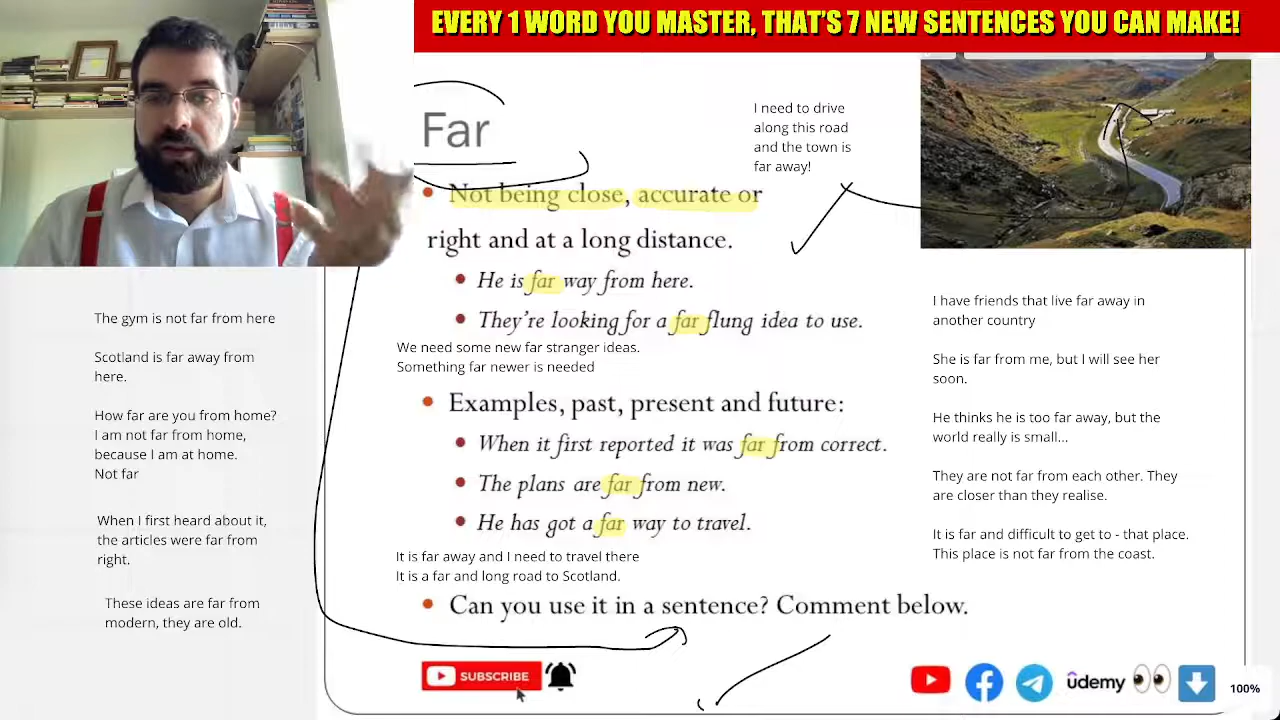 EVERY 1 WORD YOU MASTER, THAT'S 7 NEW SENTENCES YOU CAN MAKE!
Far
Not being close, accurate or
right and at a long distance.
He is far way from here.
They're looking for a far flung idea to use.
We need some new far stranger ideas.
Something far newer is needed
Examples, past, present and future:
When it first reported it was far from correct.
The plans are far from new.
He has got a far way to travel.
It is far away and I need to travel there
It is a far and long road to Scotland.
Can you use it in a sentence? Comment below.
I need to drive
along this road
and the town is
far away!
The gym is not far from here
Scotland is far away from
here.
How far are you from home?
I am not far from home,
because I am at home.
Not far
When I first heard about it,
the articles were far from
right.
These ideas are far from
modern, they are old.
I have friends that live far away in
another country
She is far from me, but I will see her
soon.
He thinks he is too far away, but the
world really is small...
They are not far from each other. They
are closer than they realise.
It is far and difficult to get to - that place.
This place is not far from the coast.
SUBSCRIBE
udemy
100%